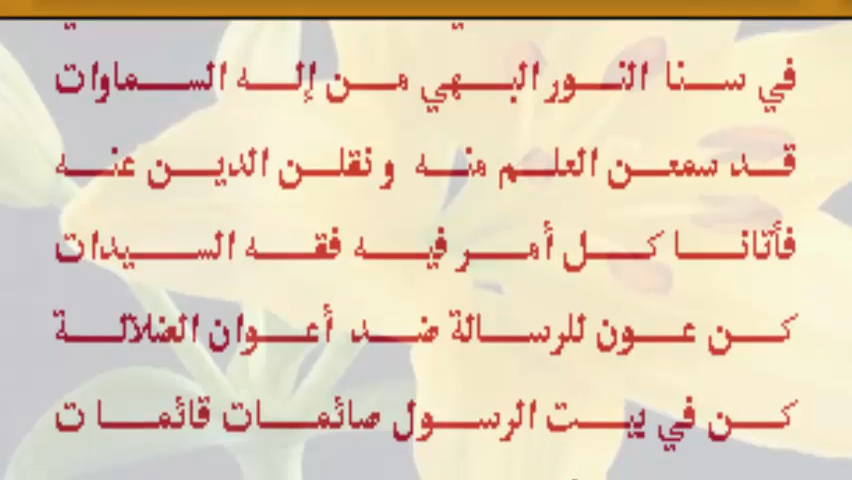 في سنا النور البهي من إله السماوات
قد سمعن العلم منه ونقلن الدين عنه
فأتانا كل أمر فيه فقه السيدات
كن عون للرسالة ضد أعوان الضلالة
كن في بيت الرسول صائمات قائمات